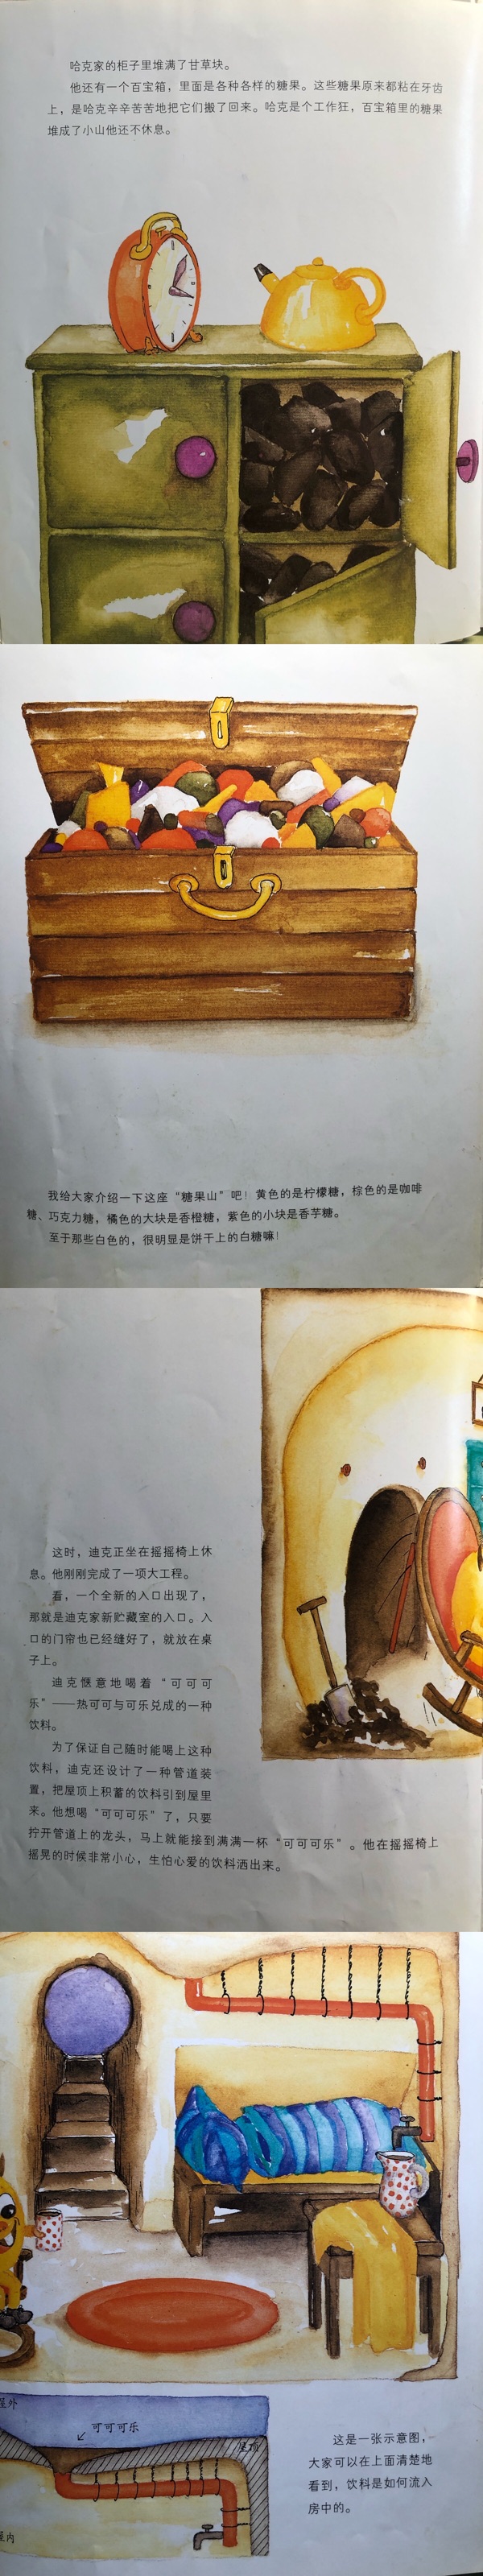 哈克家的柜子里堆满了甘草块。
他还有一个百宝箱，里面是各种各样的糖果。这些糖果原来都粘在牙齿
上，是哈克辛辛苦苦地把它们搬了回来。哈克是个工作狂，百宝箱里的糖果
堆成了小山他还不休息。
我给大家介绍一下这座“糖果山”吧！黄色的是柠檬糖，棕色的是咖啡
糖、巧克力糖，橘色的大块是香橙糖，紫色的小块是香芋糖。
至于那些白色的，很明显是饼干上的白糖嘛！
这时，迪克正坐在摇摇椅上休
息。他刚刚完成了一项大工程。
看，一个全新的入口出现了，
那就是迪克家新贮藏室的入口。入
口的门帘也已经缝好了，就放在桌
子上。
迪克惬意地喝着“可可可
乐”——热可可与可乐兑成的一种
饮料。
为了保证自己随时能喝上这种
饮料，迪克还设计了一种管道装
置，把屋顶上积蓄的饮料引到屋里
来。他想喝“可可可乐”了，只要
拧开管道上的龙头，马上就能接到满满一杯“可可可乐”。他在摇摇椅上
摇晃的时候非常小心，生怕心爱的饮料洒出来。
屋外
可可可乐
屋顶
屋内
这是一张示意图，
大家可以在上面清楚地
看到，饮料是如何流入
房中的。